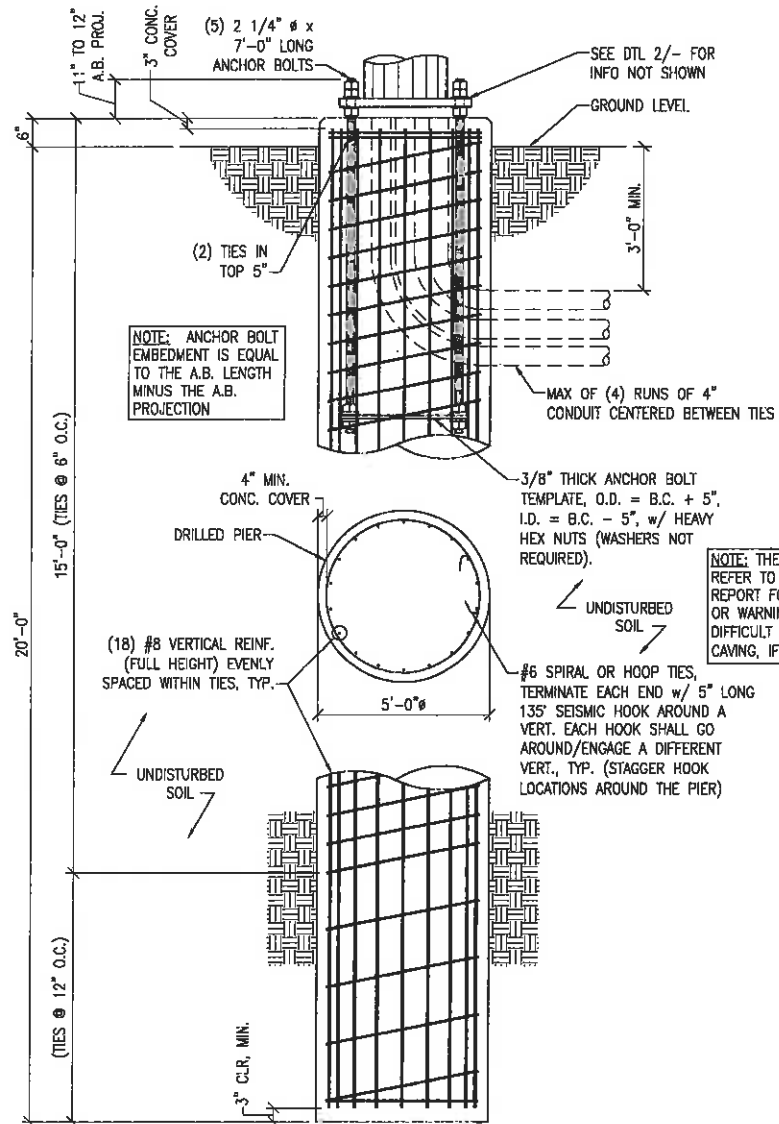 (5) 2 1/4" ø x
7'-0" LONG
ANCHOR BOLTS
11" TO 12"
A.B. PROJ.
3" CONC.
COVER
SEE DTL 2/- FOR
INFO NOT SHOWN
GROUND LEVEL
6"
(2) TIES IN
TOP 5"
3'-0" MIN.
NOTE: ANCHOR BOLT
EMBEDMENT IS EQUAL
TO THE A.B. LENGTH
MINUS THE A.B.
PROJECTION
MAX OF (4) RUNS OF 4"
CONDUIT CENTERED BETWEEN TIES
15'-0" (TIES @ 6" O.C.)
20'-0"
4" MIN.
CONC. COVER
DRILLED PIER
3/8" THICK ANCHOR BOLT
TEMPLATE, O.D. = B.C. + 5",
I.D. = B.C. - 5", w/ HEAVY
HEX NUTS (WASHERS NOT
REQUIRED).
NOTE: THE
REFER TO
REPORT FO
OR WARNIN
DIFFICULT
CAVING, IF
UNDISTURBED
SOIL
(18) #8 VERTICAL REINF.
(FULL HEIGHT) EVENLY
SPACED WITHIN TIES, TYP.
5'-0"ø
#6 SPIRAL OR HOOP TIES,
TERMINATE EACH END w/ 5" LONG
135° SEISMIC HOOK AROUND A
VERT. EACH HOOK SHALL GO
AROUND/ENGAGE A DIFFERENT
VERT., TYP. (STAGGER HOOK
LOCATIONS AROUND THE PIER)
UNDISTURBED
SOIL
(TIES @ 12" O.C.)
3" CLR, MIN.